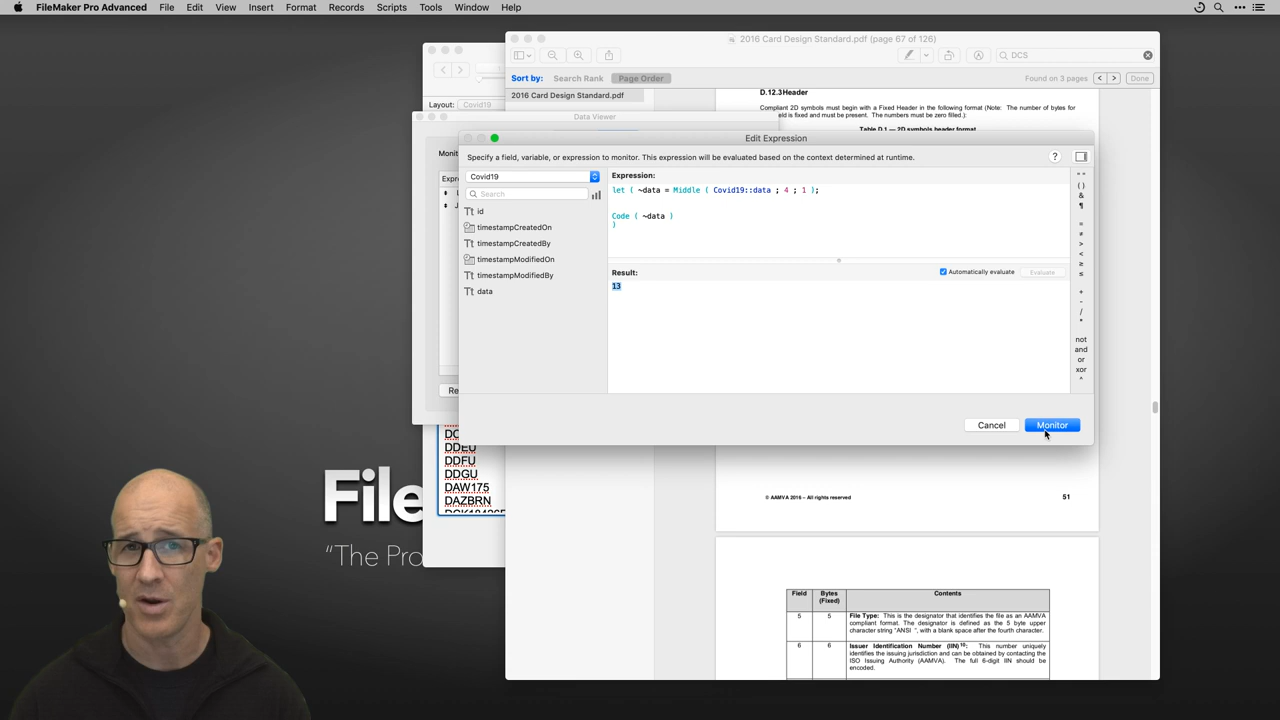 FileMaker Pro Advanced File Edit View Insert Format Records Scripts Tools Window Help
2016 Card Design Standard.pdf (page 67 of 126)
DCS
Sort by: Search Rank Page Order
Found on 3 pages < > Done
2016 Card Design Standard.pdf
Layout: Covid19
D.12.3Header
Compliant 2D symbols must begin with a Fixed Header in the following format (Note: The number of bytes for
field is fixed and must be present. The numbers must be zero filled.):
Table D.1 — 2D symbols header format
Data Viewer
Edit Expression
Monit
Specify a field, variable, or expression to monitor. This expression will be evaluated based on the context determined at runtime.
?
Expre
Covid19
Search
Tt id
timestampCreatedOn
Tt timestampCreatedBy
timestampModifiedOn
Tt timestampModifiedBy
Tt data
Expression:
let ( ~data = Middle ( Covid19::data ; 4 ; 1 );
Code ( ~data )
)
Result:
Automatically evaluate Evaluate
13
" "
( )
&
¶
=
≠
>
<
≥
≤
+
-
/
*
not
and
or
xor
^
Re
Cancel Monitor
DDEU
DDFU
DDGU
DAW175
DAZBRN
File
"The Pro
© AAMVA 2016 – All rights reserved 51
Field Bytes (Fixed) Contents
5 5 File Type: This is the designator that identifies the file as an AAMVA
compliant format. The designator is defined as the 5 byte upper
character string "ANSI ", with a blank space after the fourth character.
6 6 Issuer Identification Number (IIN)10: This number uniquely
identifies the issuing jurisdiction and can be obtained by contacting the
ISO Issuing Authority (AAMVA). The full 6-digit IIN should be
encoded.